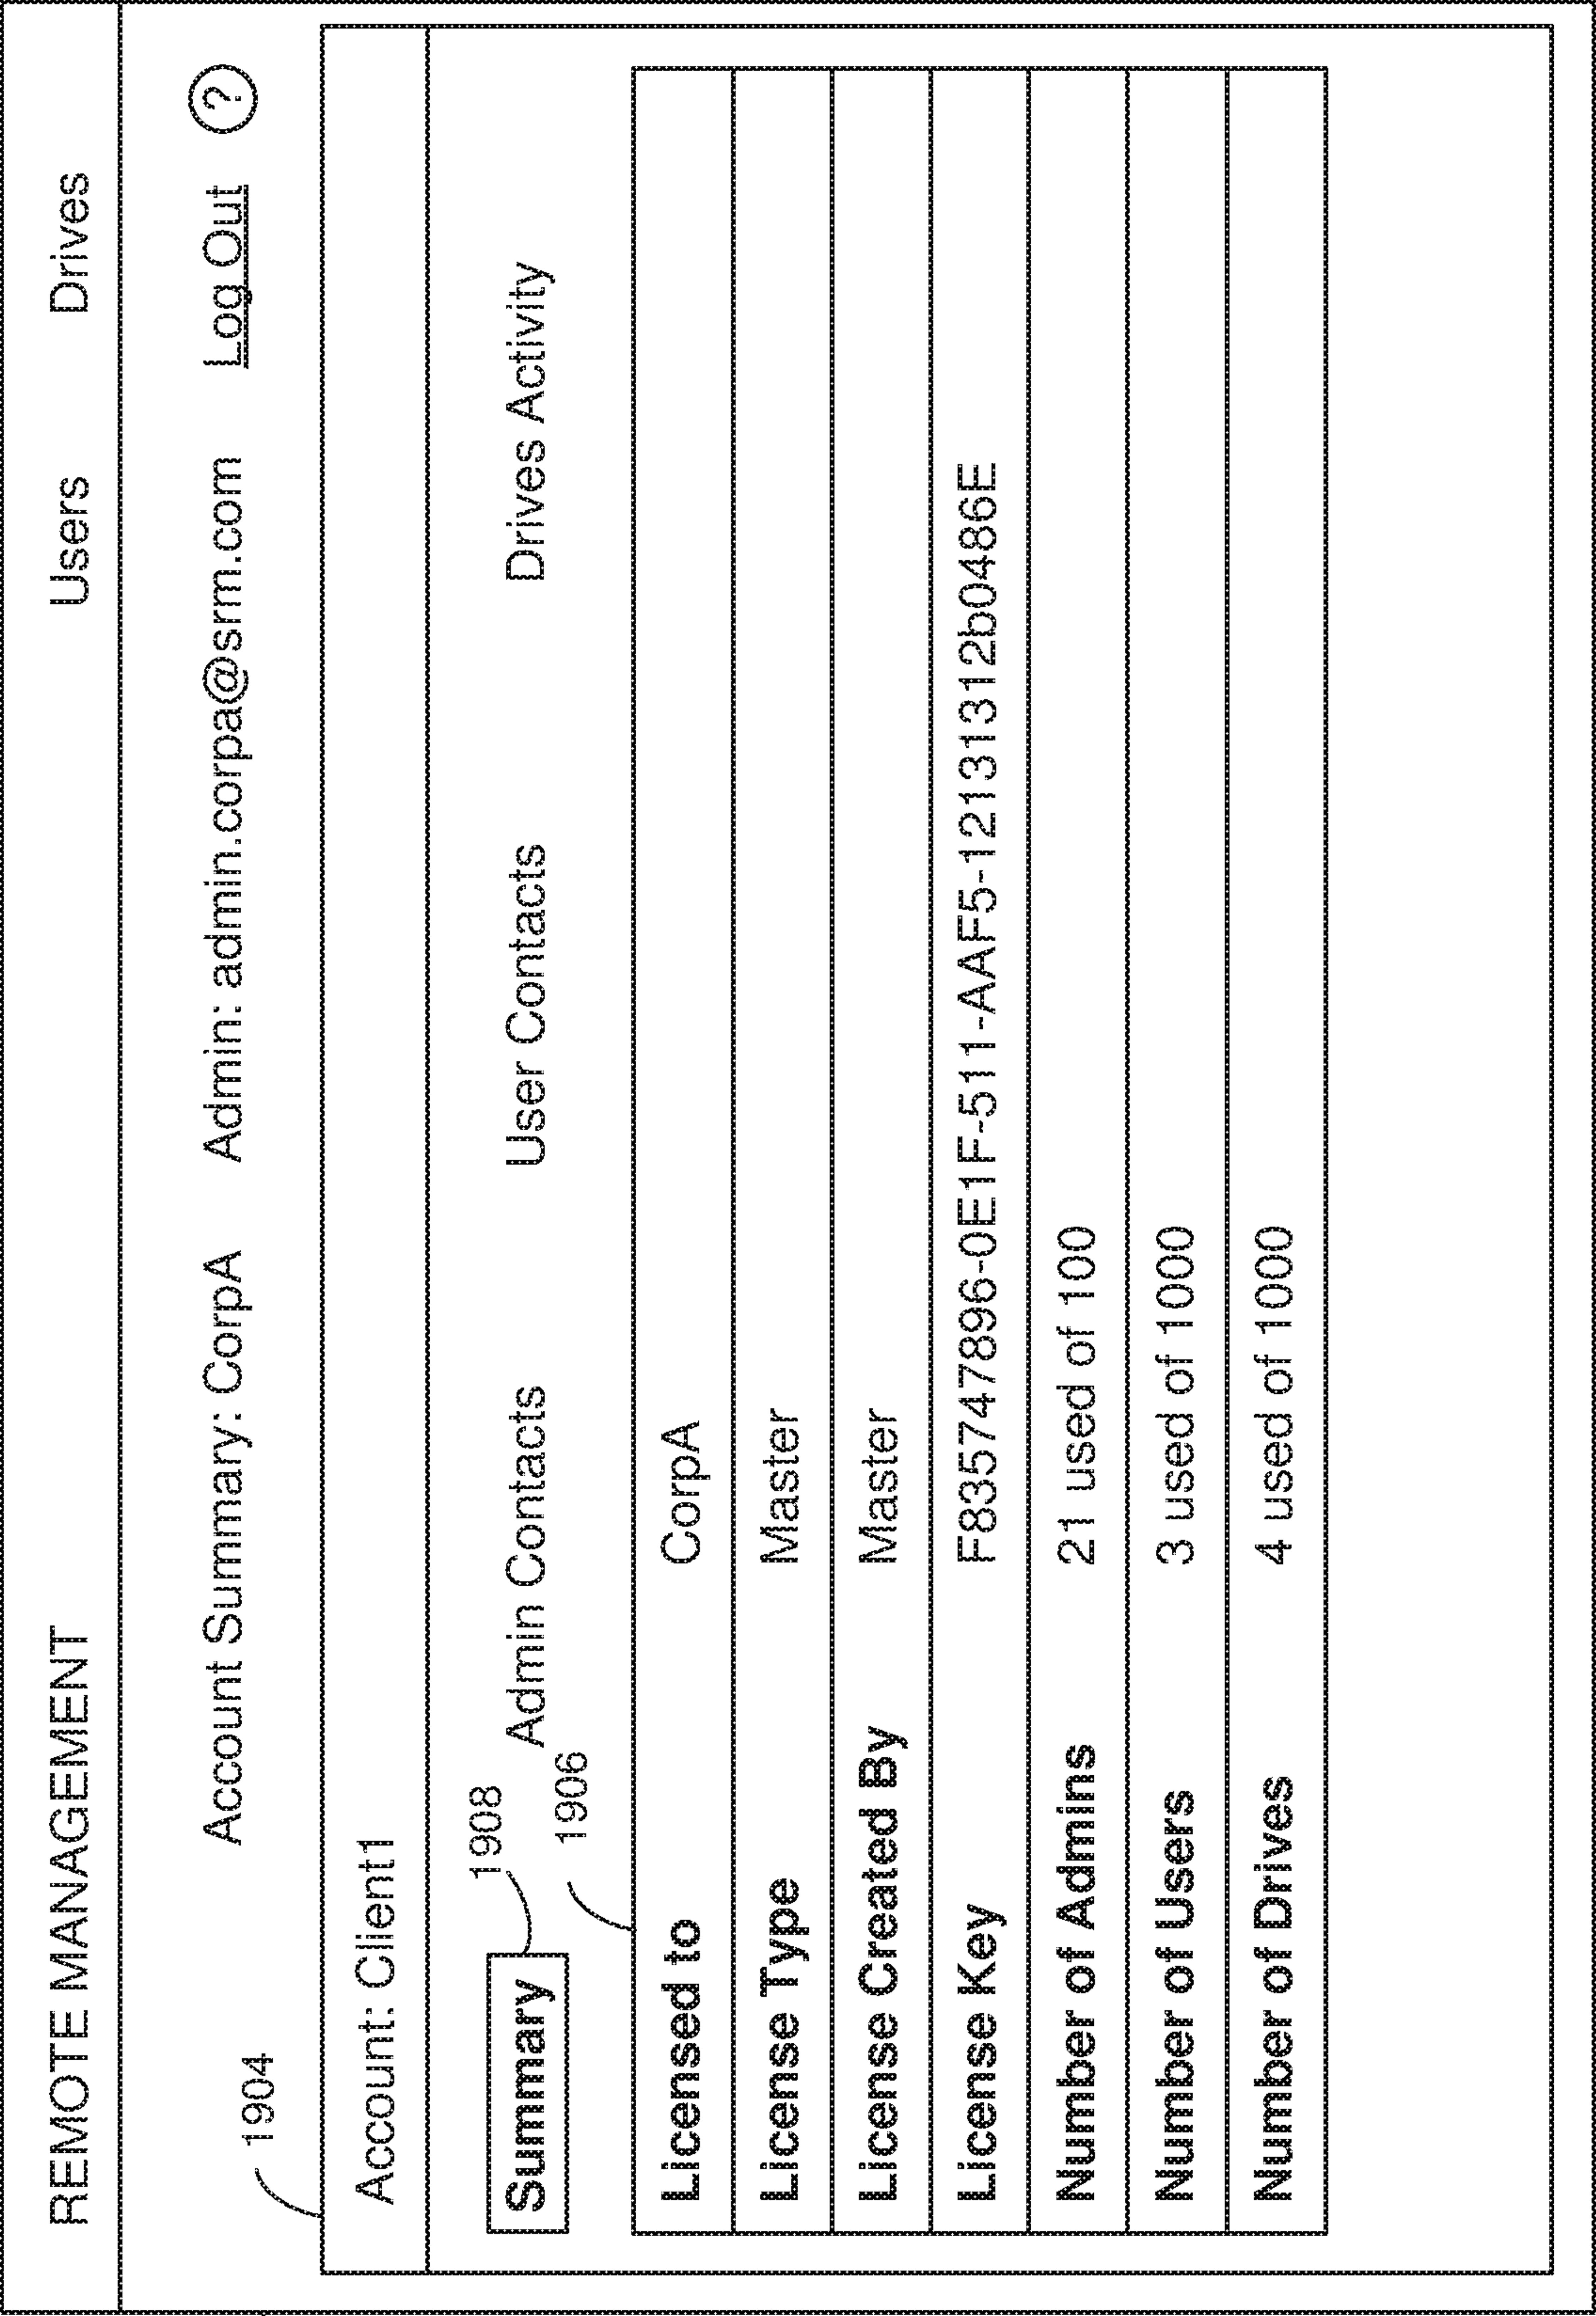 REMOTE MANAGEMENT Users Drives
1904 Account Summary: CorpA Admin: admin.corpa@srm.com Log Out ?
Account: Client1
1908
Summary Admin Contacts User Contacts Drives Activity
1906
Licensed to CorpA
License Type Master
License Created By Master
License Key F835747896-0E1F-511-AAF5-12131312b0486E
Number of Admins 21 used of 100
Number of Users 3 used of 1000
Number of Drives 4 used of 1000